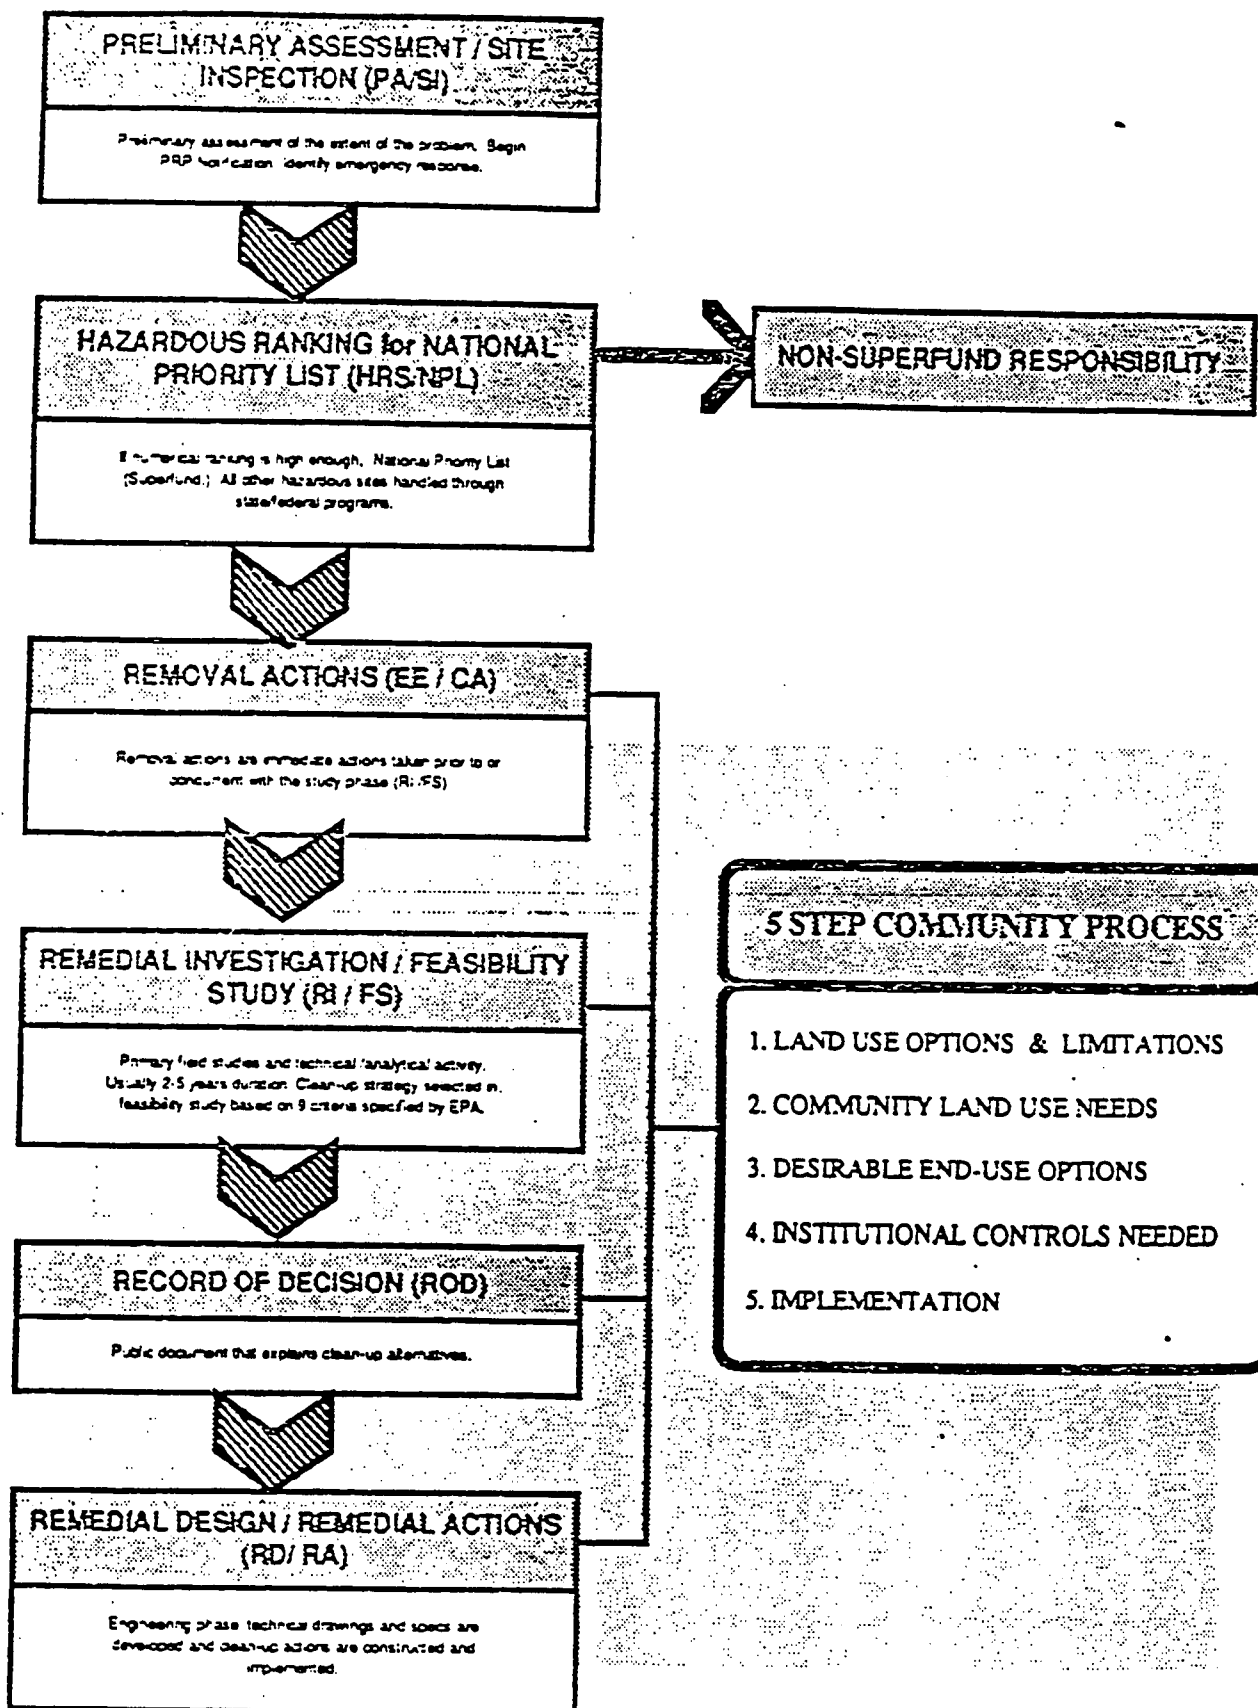 PRELIMINARY ASSESSMENT / SITE
INSPECTION (PA/SI)
Preliminary assessment of the extent of the problem. Begin
PRP Notification. Identify emergency response.
HAZARDOUS RANKING for NATIONAL
PRIORITY LIST (HRS/NPL)
If numerical ranking is high enough, National Priority List
(Superfund.) All other hazardous sites handled through
state/federal programs.
NON-SUPERFUND RESPONSIBILITY
REMOVAL ACTIONS (EE / CA)
Removal actions are immediate actions taken prior to or
concurrent with the study phase (RI/FS)
REMEDIAL INVESTIGATION / FEASIBILITY
STUDY (RI / FS)
Primary field studies and technical/analytical activity.
Usually 2-5 years duration. Clean-up strategy selected in
feasibility study based on 9 criteria specified by EPA.
RECORD OF DECISION (ROD)
Public document that explains clean-up alternatives.
REMEDIAL DESIGN / REMEDIAL ACTIONS
(RD/ RA)
Engineering phase, technical drawings and specs are
developed and clean-up actions are constructed and
implemented.
5 STEP COMMUNITY PROCESS
1. LAND USE OPTIONS & LIMITATIONS
2. COMMUNITY LAND USE NEEDS
3. DESIRABLE END-USE OPTIONS
4. INSTITUTIONAL CONTROLS NEEDED
5. IMPLEMENTATION